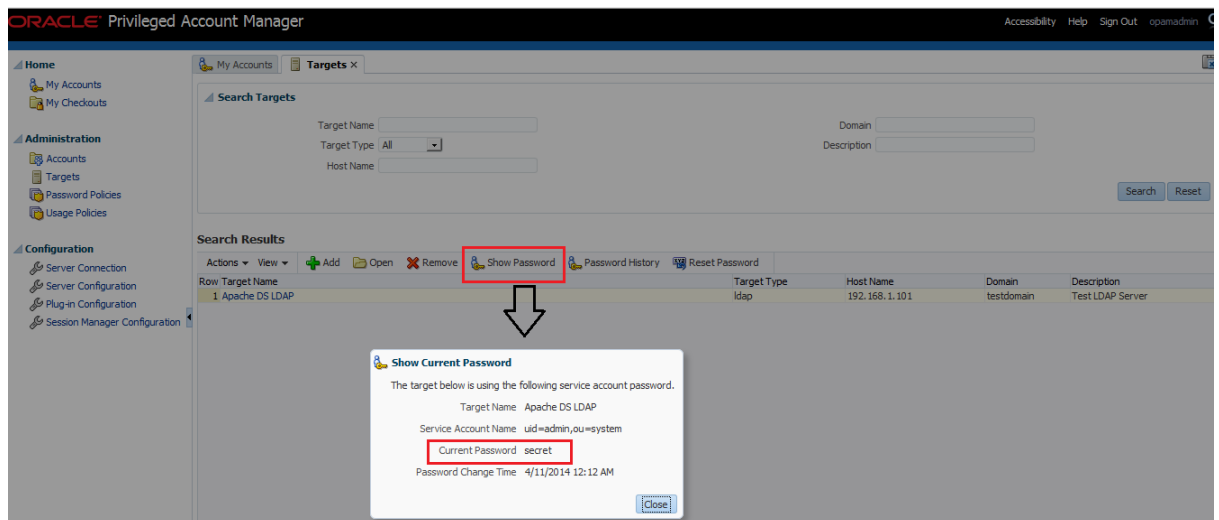 ORACLE Privileged Account Manager
Accessibility Help Sign Out opamadmin
Home
My Accounts
My Checkouts
Administration
Accounts
Targets
Password Policies
Usage Policies
Configuration
Server Connection
Server Configuration
Plug-in Configuration
Session Manager Configuration
My Accounts Targets ×
Search Targets
Target Name
Domain
Target Type All
Description
Host Name
Search Reset
Search Results
Actions View Add Open Remove Show Password Password History Reset Password
Row Target Name Target Type Host Name Domain Description
1 Apache DS LDAP ldap 192.168.1.101 testdomain Test LDAP Server
Show Current Password
The target below is using the following service account password.
Target Name Apache DS LDAP
Service Account Name uid=admin,ou=system
Current Password secret
Password Change Time 4/11/2014 12:12 AM
Close